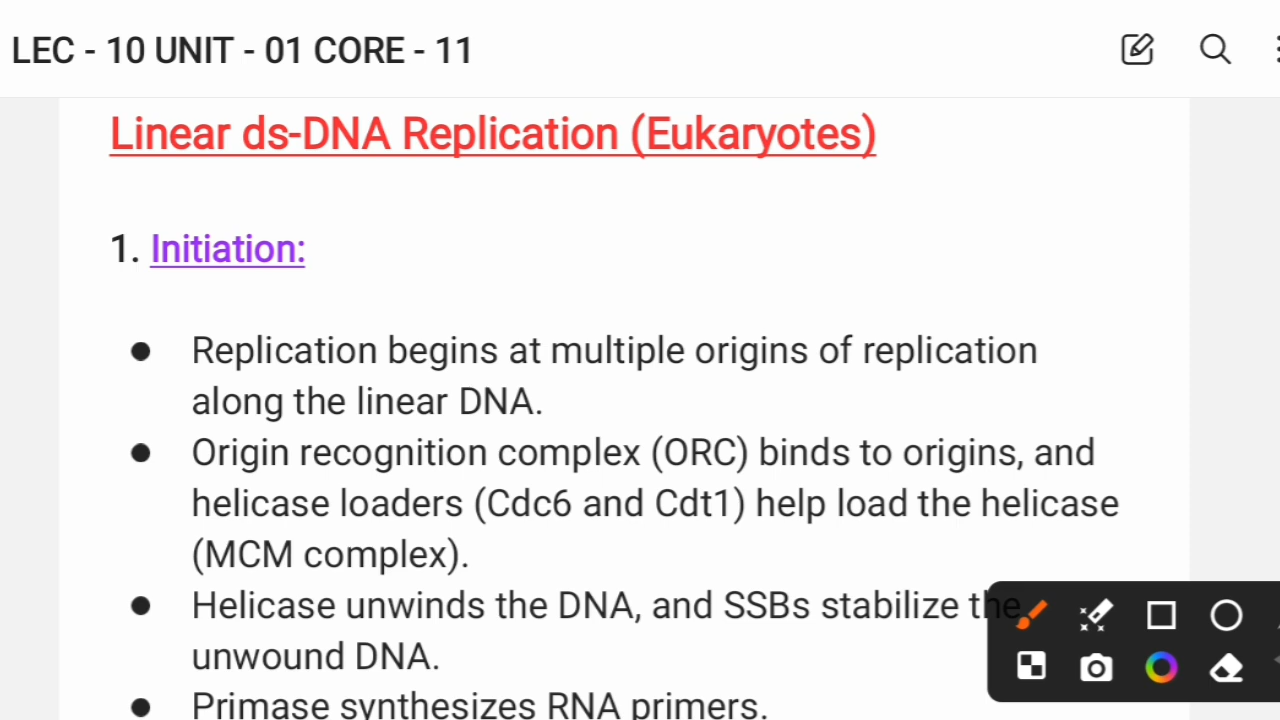 LEC - 10 UNIT - 01 CORE - 11
Linear ds-DNA Replication (Eukaryotes)
1. Initiation:
● Replication begins at multiple origins of replication
along the linear DNA.
● Origin recognition complex (ORC) binds to origins, and
helicase loaders (Cdc6 and Cdt1) help load the helicase
(MCM complex).
● Helicase unwinds the DNA, and SSBs stabilize the
unwound DNA.
● Primase synthesizes RNA primers.